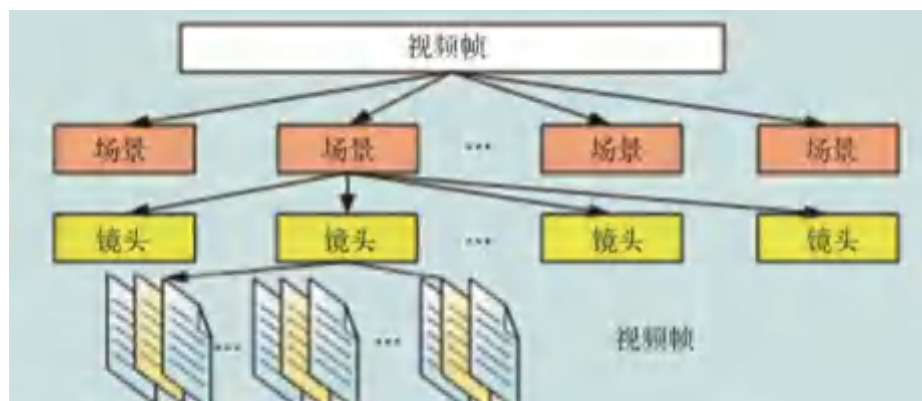 视频帧
场景 场景 … 场景 场景
镜头 镜头 … 镜头 镜头
… …
视频帧